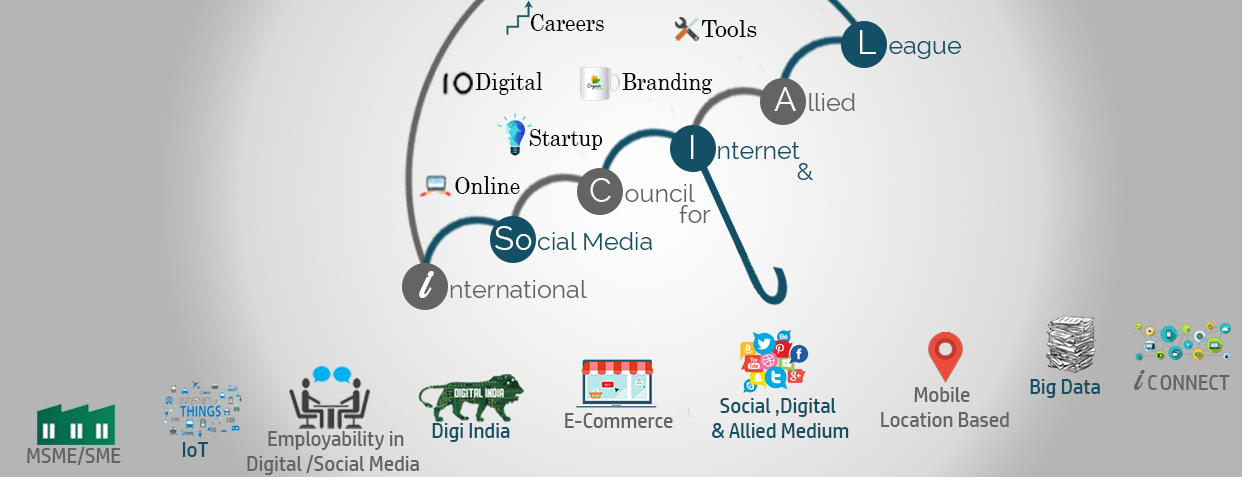 Careers
Tools
League
Digital
Branding
Allied
Startup
Internet
&
Online
Council
for
Social Media
international
MSME/SME
INTERNET OF
THINGS
IoT
Employability in
Digital /Social Media
DIGITAL INDIA
Digi India
E-Commerce
Social ,Digital
& Allied Medium
Mobile
Location Based
Big Data
i CONNECT